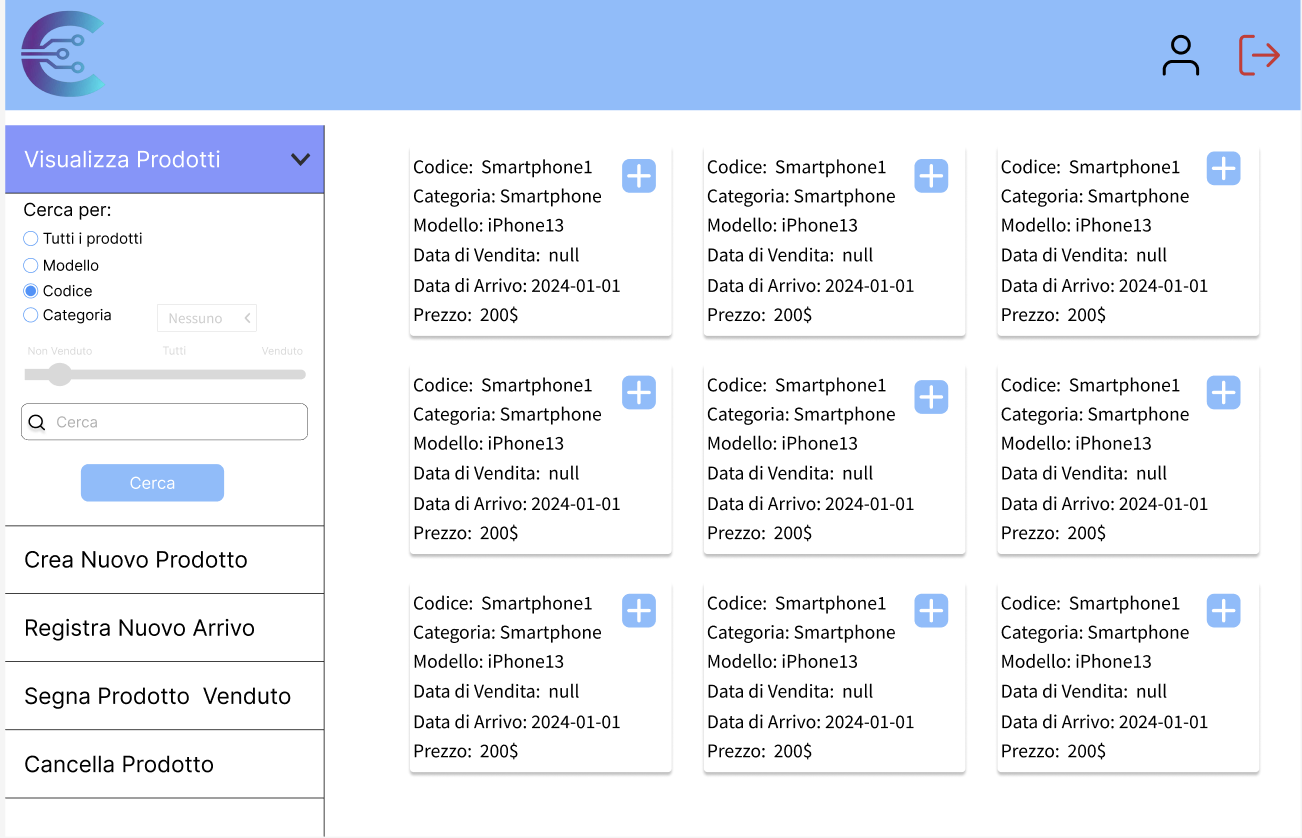 Visualizza Prodotti
Cerca per:
Tutti i prodotti
Modello
Codice
Categoria
Nessuno
Non Venduto Tutti Venduto
Cerca
Cerca
Crea Nuovo Prodotto
Registra Nuovo Arrivo
Segna Prodotto Venduto
Cancella Prodotto
Codice: Smartphone1
Categoria: Smartphone
Modello: iPhone13
Data di Vendita: null
Data di Arrivo: 2024-01-01
Prezzo: 200$
Codice: Smartphone1
Categoria: Smartphone
Modello: iPhone13
Data di Vendita: null
Data di Arrivo: 2024-01-01
Prezzo: 200$
Codice: Smartphone1
Categoria: Smartphone
Modello: iPhone13
Data di Vendita: null
Data di Arrivo: 2024-01-01
Prezzo: 200$
Codice: Smartphone1
Categoria: Smartphone
Modello: iPhone13
Data di Vendita: null
Data di Arrivo: 2024-01-01
Prezzo: 200$
Codice: Smartphone1
Categoria: Smartphone
Modello: iPhone13
Data di Vendita: null
Data di Arrivo: 2024-01-01
Prezzo: 200$
Codice: Smartphone1
Categoria: Smartphone
Modello: iPhone13
Data di Vendita: null
Data di Arrivo: 2024-01-01
Prezzo: 200$
Codice: Smartphone1
Categoria: Smartphone
Modello: iPhone13
Data di Vendita: null
Data di Arrivo: 2024-01-01
Prezzo: 200$
Codice: Smartphone1
Categoria: Smartphone
Modello: iPhone13
Data di Vendita: null
Data di Arrivo: 2024-01-01
Prezzo: 200$
Codice: Smartphone1
Categoria: Smartphone
Modello: iPhone13
Data di Vendita: null
Data di Arrivo: 2024-01-01
Prezzo: 200$